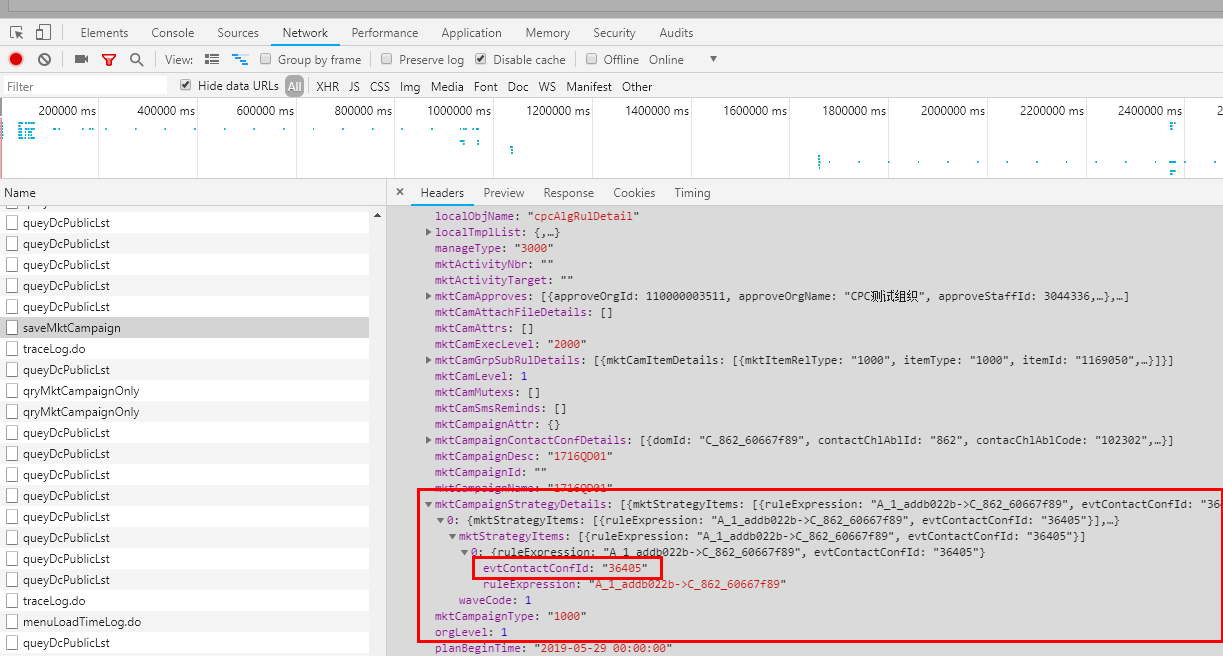 Elements Console Sources Network Performance Application Memory Security Audits
View: Group by frame Preserve log Disable cache Offline Online
Filter Hide data URLs All XHR JS CSS Img Media Font Doc WS Manifest Other
200000 ms 400000 ms 600000 ms 800000 ms 1000000 ms 1200000 ms 1400000 ms 1600000 ms 1800000 ms 2000000 ms 2200000 ms 2400000 ms 2
Name
queyDcPublicLst
queyDcPublicLst
queyDcPublicLst
queyDcPublicLst
queyDcPublicLst
saveMktCampaign
traceLog.do
queyDcPublicLst
qryMktCampaignOnly
qryMktCampaignOnly
queyDcPublicLst
queyDcPublicLst
queyDcPublicLst
queyDcPublicLst
queyDcPublicLst
queyDcPublicLst
queyDcPublicLst
queyDcPublicLst
traceLog.do
menuLoadTimeLog.do
queyDcPublicLst
× Headers Preview Response Cookies Timing
localObjName: "cpcAlgRulDetail"
localTmplList: {,…}
manageType: "3000"
mktActivityNbr: ""
mktActivityTarget: ""
mktCamApproves: [{approveOrgId: 110000003511, approveOrgName: "CPC测试组织", approveStaffId: 3044336,…},…]
mktCamAttachFileDetails: []
mktCamAttrs: []
mktCamExecLevel: "2000"
mktCamGrpSubRulDetails: [{mktCamItemDetails: [{mktItemRelType: "1000", itemType: "1000", itemId: "1169050",…}]}]
mktCamLevel: 1
mktCamMutexs: []
mktCamSmsReminds: []
mktCampaignAttr: {}
mktCampaignContactConfDetails: [{domId: "C_862_60667f89", contactChlAblId: "862", contacChlAblCode: "102302",…}]
mktCampaignDesc: "1716QD01"
mktCampaignId: ""
mktCampaignName: "1716QD01"
mktCampaignStrategyDetails: [{mktStrategyItems: [{ruleExpression: "A_1_addb022b->C_862_60667f89", evtContactConfId: "364
0: {mktStrategyItems: [{ruleExpression: "A_1_addb022b->C_862_60667f89", evtContactConfId: "36405"}],…}
mktStrategyItems: [{ruleExpression: "A_1_addb022b->C_862_60667f89", evtContactConfId: "36405"}]
0: {ruleExpression: "A_1_addb022b->C_862_60667f89", evtContactConfId: "36405"}
evtContactConfId: "36405"
ruleExpression: "A_1_addb022b->C_862_60667f89"
waveCode: 1
mktCampaignType: "1000"
orgLevel: 1
planBeginTime: "2019-05-29 00:00:00"